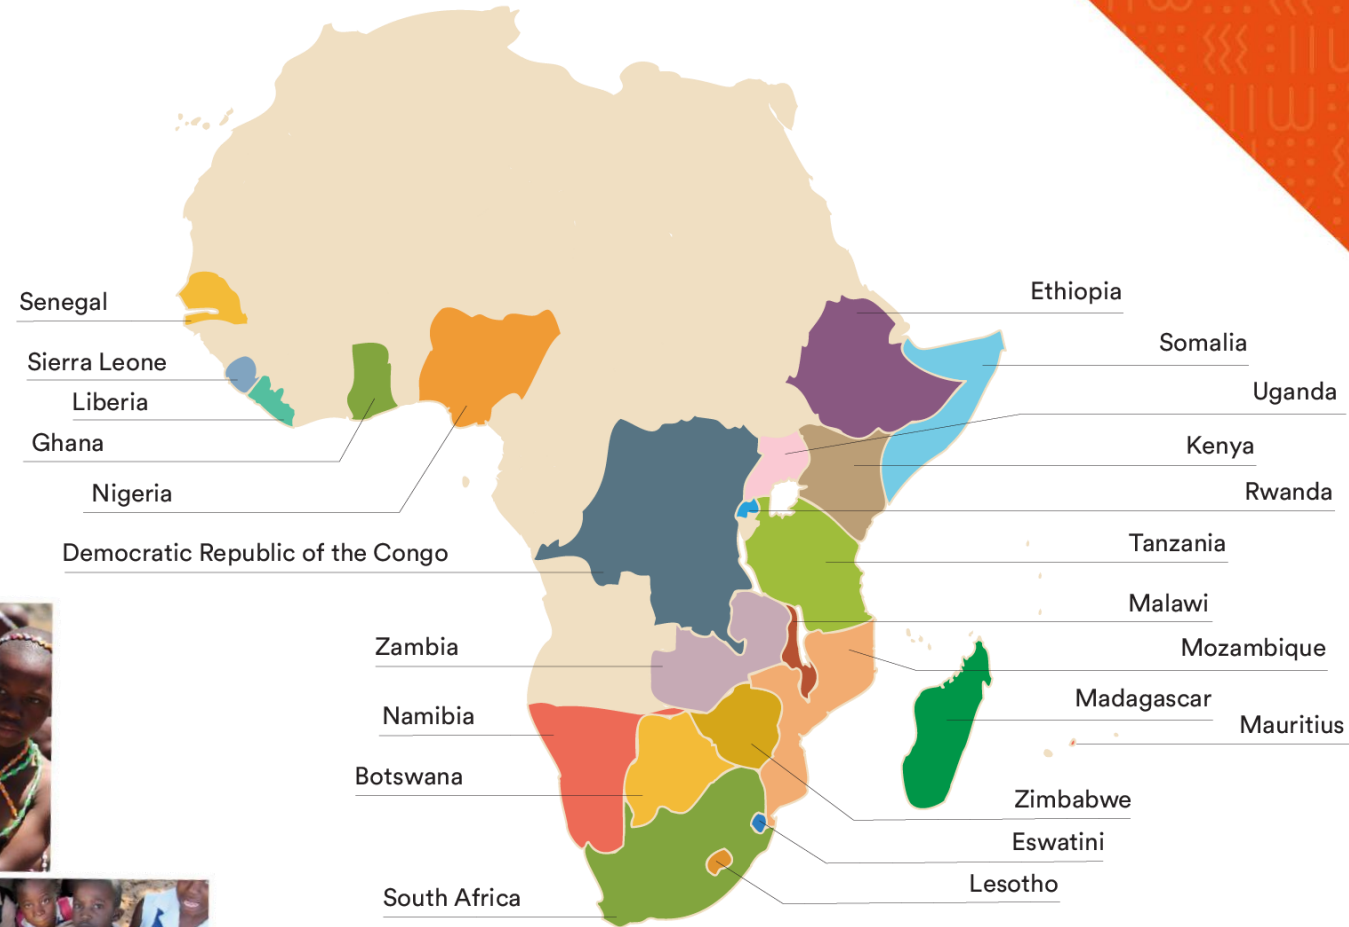 Senegal
Sierra Leone
Liberia
Ghana
Nigeria
Democratic Republic of the Congo
Zambia
Namibia
Botswana
South Africa
Ethiopia
Somalia
Uganda
Kenya
Rwanda
Tanzania
Malawi
Mozambique
Madagascar
Mauritius
Zimbabwe
Eswatini
Lesotho